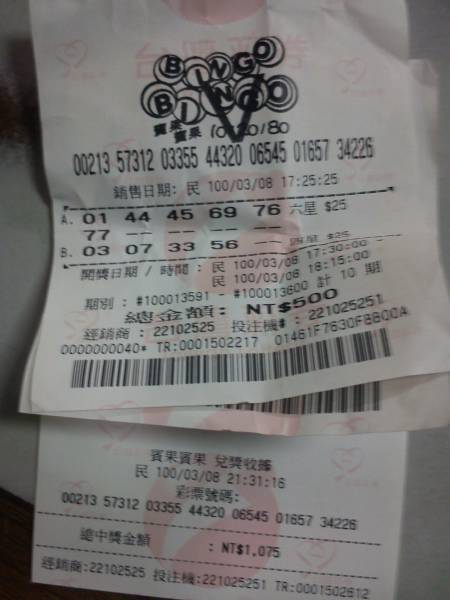 BINGO
BINGO
賓果
賓果
00213 57312 03355 44320 06545 01657 34226
銷售日期: 民 100/03/08 17:25:25
A. 01 44 45 69 76 六星 $25
77 -- -- -- --
B. 03 07 33 56 -- 四星 $25
開獎日期 / 時間 : 民 100/03/08 17:30:00 -
民 100/03/08 18:15:00
期別 : #100013591 - #100013600 計 10 期
總金額: NT$500
經銷商 : 22102525 投注機# : 221025251
0000000040* TR:0001502217 01461F7630FBB00A
賓果賓果 兌獎收據
民 100/03/08 21:31:16
彩票號碼:
00213 57312 03355 44320 06545 01657 34226
總中獎金額 : NT$1,075
經銷商:22102525 投注機:221025251 TR:0001502612